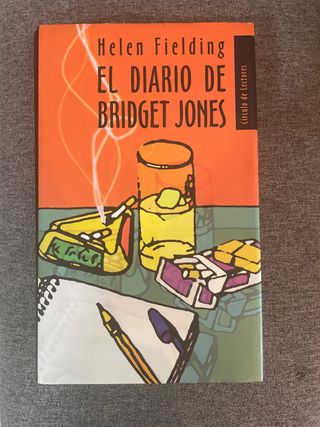 Helen Fielding
EL DIARIO DE
BRIDGET JONES
Círculo de Lectores